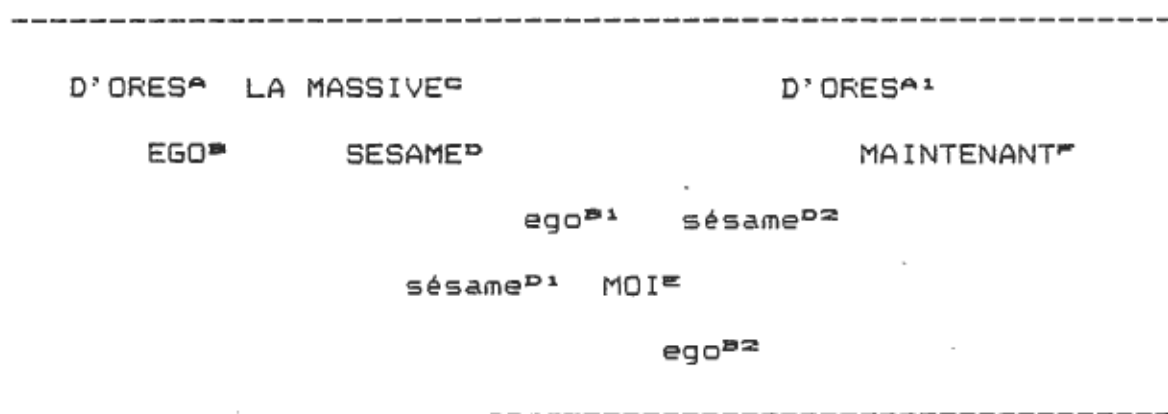 D'ORESᴬ LA MASSIVEᶜ D'ORESᴬ¹
EGOᴮ SESAMEᴰ MAINTENANTᶠ
egoᴮ¹ sésameᴰ²
sésameᴰ¹ MOIᴱ
egoᴮ²